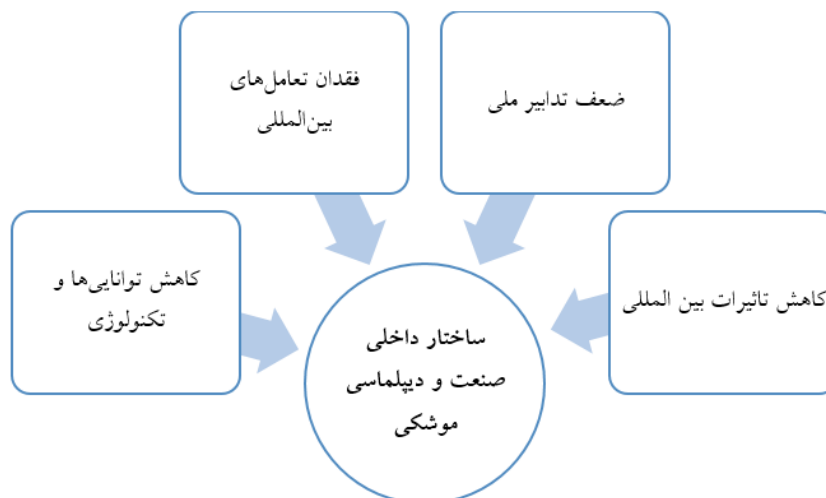 ضعف تدابیر ملی
فقدان تعامل‌های
بین‌المللی
کاهش تاثیرات بین المللی
کاهش توانایی‌ها و
تکنولوژی
ساختار داخلی
صنعت و دیپلماسی
موشکی